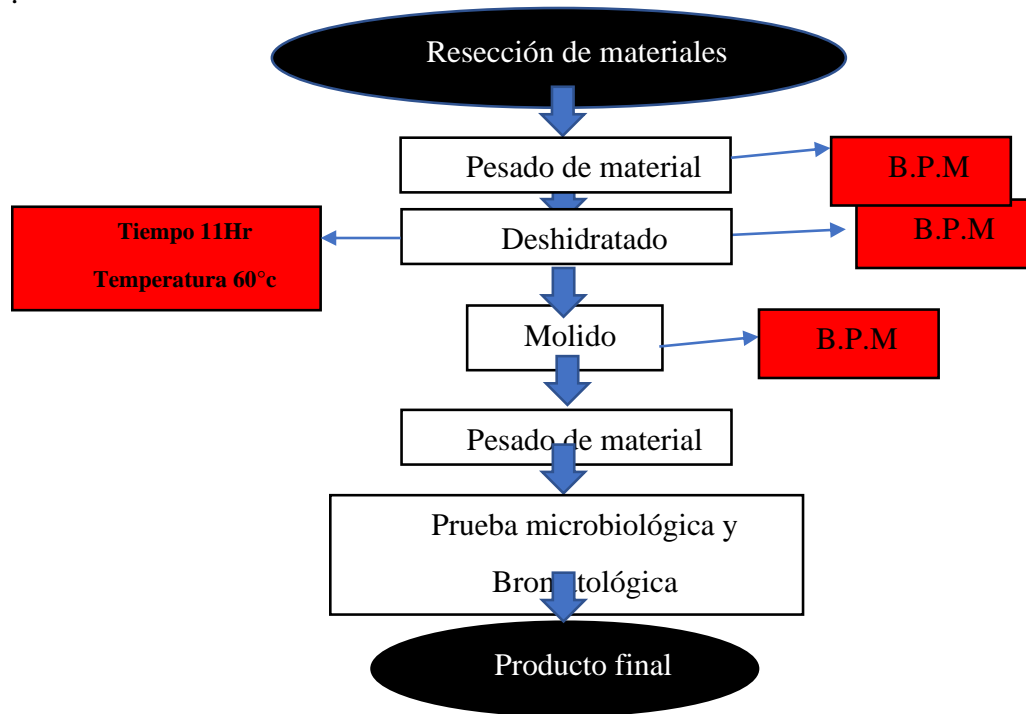 .
Resección de materiales
Pesado de material
B.P.M
Tiempo 11Hr
Temperatura 60°c
Deshidratado
B.P.M
Molido
B.P.M
Pesado de material
Prueba microbiológica y
Bromatológica
Producto final